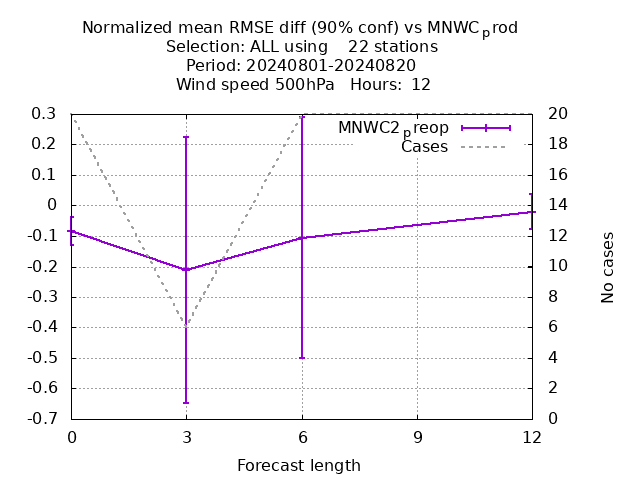 Normalized mean RMSE diff (90% conf) vs MNWCprod
Selection: ALL using    22 stations
Period: 20240801-20240820
Wind speed 500hPa   Hours: 12
MNWC2preop
Cases
0.3
0.2
0.1
0
-0.1
-0.2
-0.3
-0.4
-0.5
-0.6
-0.7
20
18
16
14
12
10
8
6
4
2
0
No cases
0 3 6 9 12
Forecast length